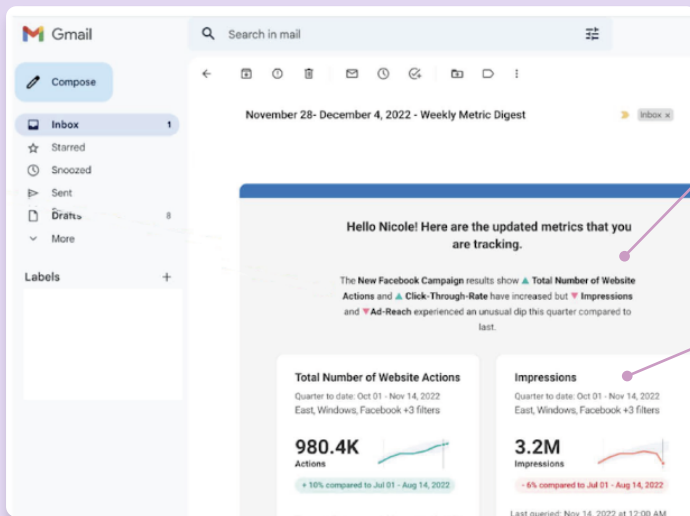 Gmail
Search in mail
Compose
November 28- December 4, 2022 - Weekly Metric Digest
Inbox x
Inbox 1
Starred
Snoozed
Sent
Drafts 8
More
Labels +
Hello Nicole! Here are the updated metrics that you
are tracking.
The New Facebook Campaign results show ▲ Total Number of Website
Actions and ▲ Click-Through-Rate have increased but ▼ Impressions
and ▼Ad-Reach experienced an unusual dip this quarter compared to
last.
Total Number of Website Actions
Quarter to date: Oct 01 - Nov 14, 2022
East, Windows, Facebook +3 filters
980.4K
Actions
+ 10% compared to Jul 01 - Aug 14, 2022
Impressions
Quarter to date: Oct 01 - Nov 14, 2022
East, Windows, Facebook +3 filters
3.2M
Impressions
- 6% compared to Jul 01 - Aug 14, 2022
Last queried: Nov 14, 2022 at 12:00 AM